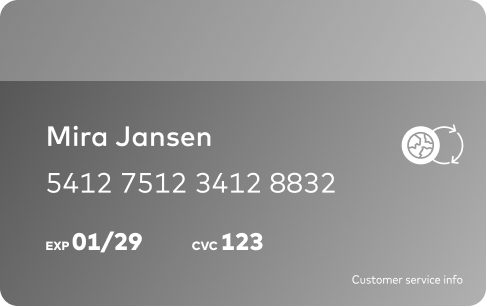 Mira Jansen
5412 7512 3412 8832
EXP 01/29 CVC 123
Customer service info